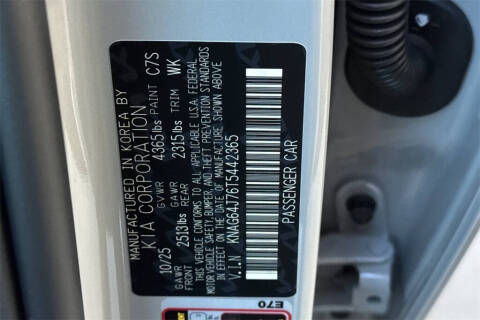 MANUFACTURED IN KOREA BY
KIA CORPORATION
10/25 GVWR 4365lbs PAINT C7S
GAWR FRONT 2513lbs GAWR REAR 2315lbs TRIM WK
THIS VEHICLE CONFORMS TO ALL APPLICABLE U.S.A. FEDERAL
MOTOR VEHICLE SAFETY, BUMPER, AND THEFT PREVENTION STANDARDS
IN EFFECT ON THE DATE OF MANUFACTURE SHOWN ABOVE
V.I.N KNAG64J76T5442365
PASSENGER CAR
E70